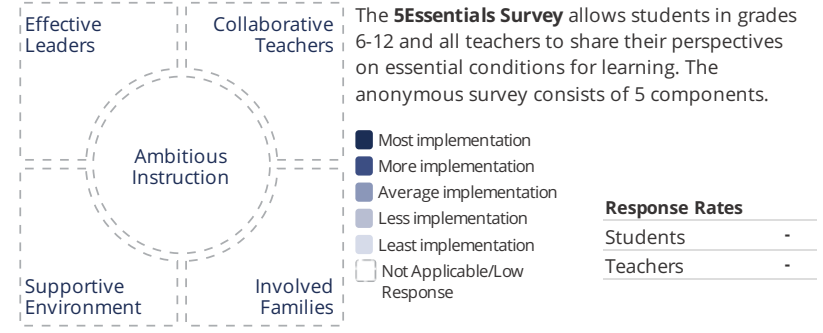 Effective
Leaders
Collaborative
Teachers
Ambitious
Instruction
Supportive
Environment
Involved
Families
The 5Essentials Survey allows students in grades
6-12 and all teachers to share their perspectives
on essential conditions for learning. The
anonymous survey consists of 5 components.
Most implementation
More implementation
Average implementation
Less implementation
Least implementation
Not Applicable/Low
Response
Response Rates
Students -
Teachers -